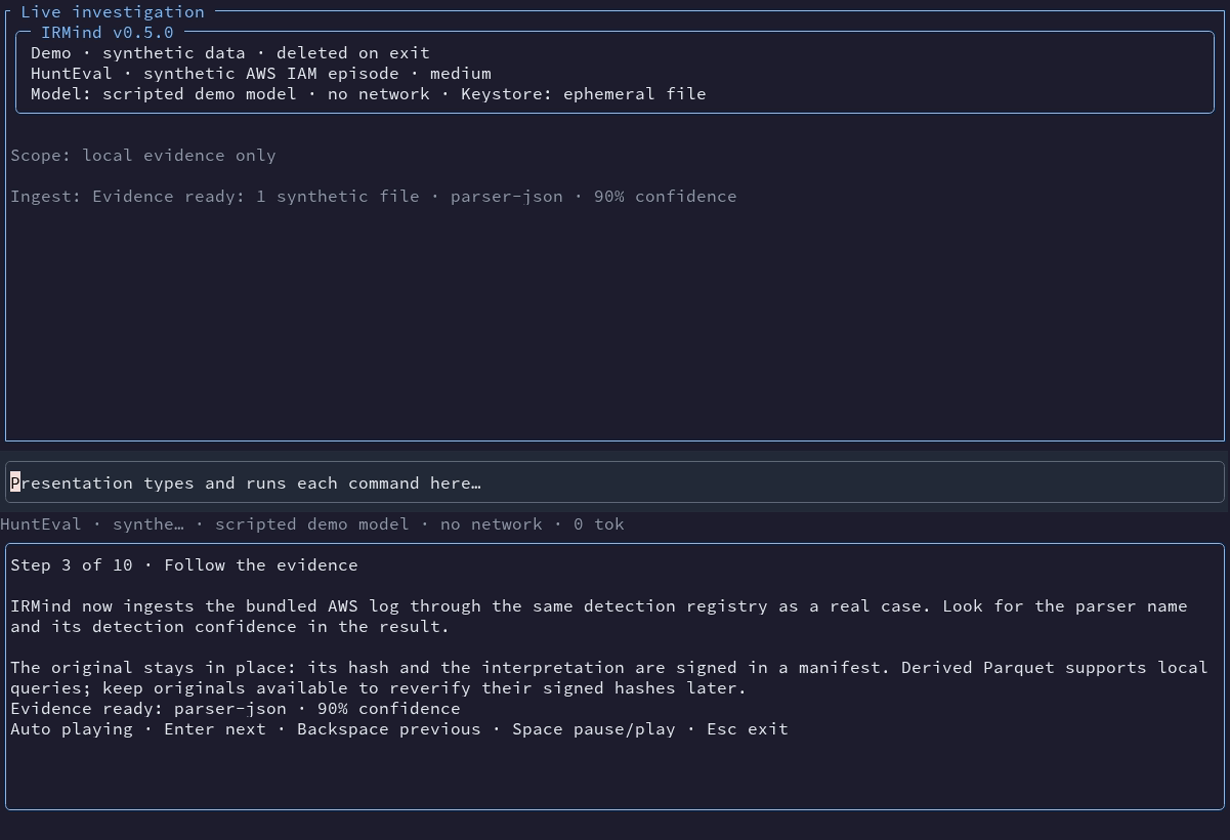 Live investigation
IRMind v0.5.0
Demo · synthetic data · deleted on exit
HuntEval · synthetic AWS IAM episode · medium
Model: scripted demo model · no network · Keystore: ephemeral file
Scope: local evidence only
Ingest: Evidence ready: 1 synthetic file · parser-json · 90% confidence
Presentation types and runs each command here…
HuntEval · synthe… · scripted demo model · no network · 0 tok
Step 3 of 10 · Follow the evidence
IRMind now ingests the bundled AWS log through the same detection registry as a real case. Look for the parser name
and its detection confidence in the result.
The original stays in place: its hash and the interpretation are signed in a manifest. Derived Parquet supports local
queries; keep originals available to reverify their signed hashes later.
Evidence ready: parser-json · 90% confidence
Auto playing · Enter next · Backspace previous · Space pause/play · Esc exit